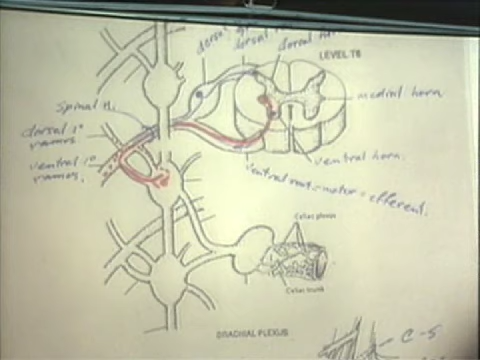 dorsal
dorsal
dorsal
LEVEL T8
spinal n.
medial horn
dorsal 1°
ramus.
ventral 1°
ramus.
ventral horn.
ventral root - motor = efferent.
Celiac plexus
Celiac trunk
BRACHIAL PLEXUS
C-5